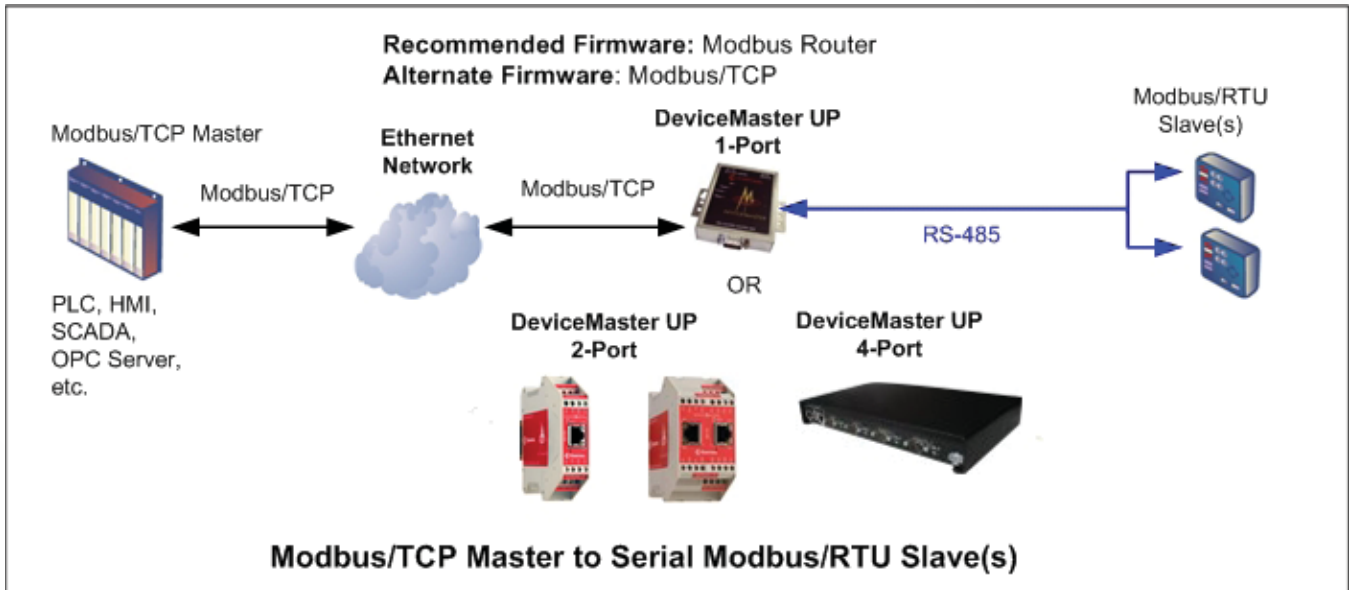 Recommended Firmware: Modbus Router
Alternate Firmware: Modbus/TCP
Modbus/TCP Master
Modbus/TCP
Ethernet
Network
Modbus/TCP
DeviceMaster UP
1-Port
RS-485
Modbus/RTU
Slave(s)
PLC, HMI,
SCADA,
OPC Server,
etc.
OR
DeviceMaster UP
2-Port
DeviceMaster UP
4-Port
Modbus/TCP Master to Serial Modbus/RTU Slave(s)